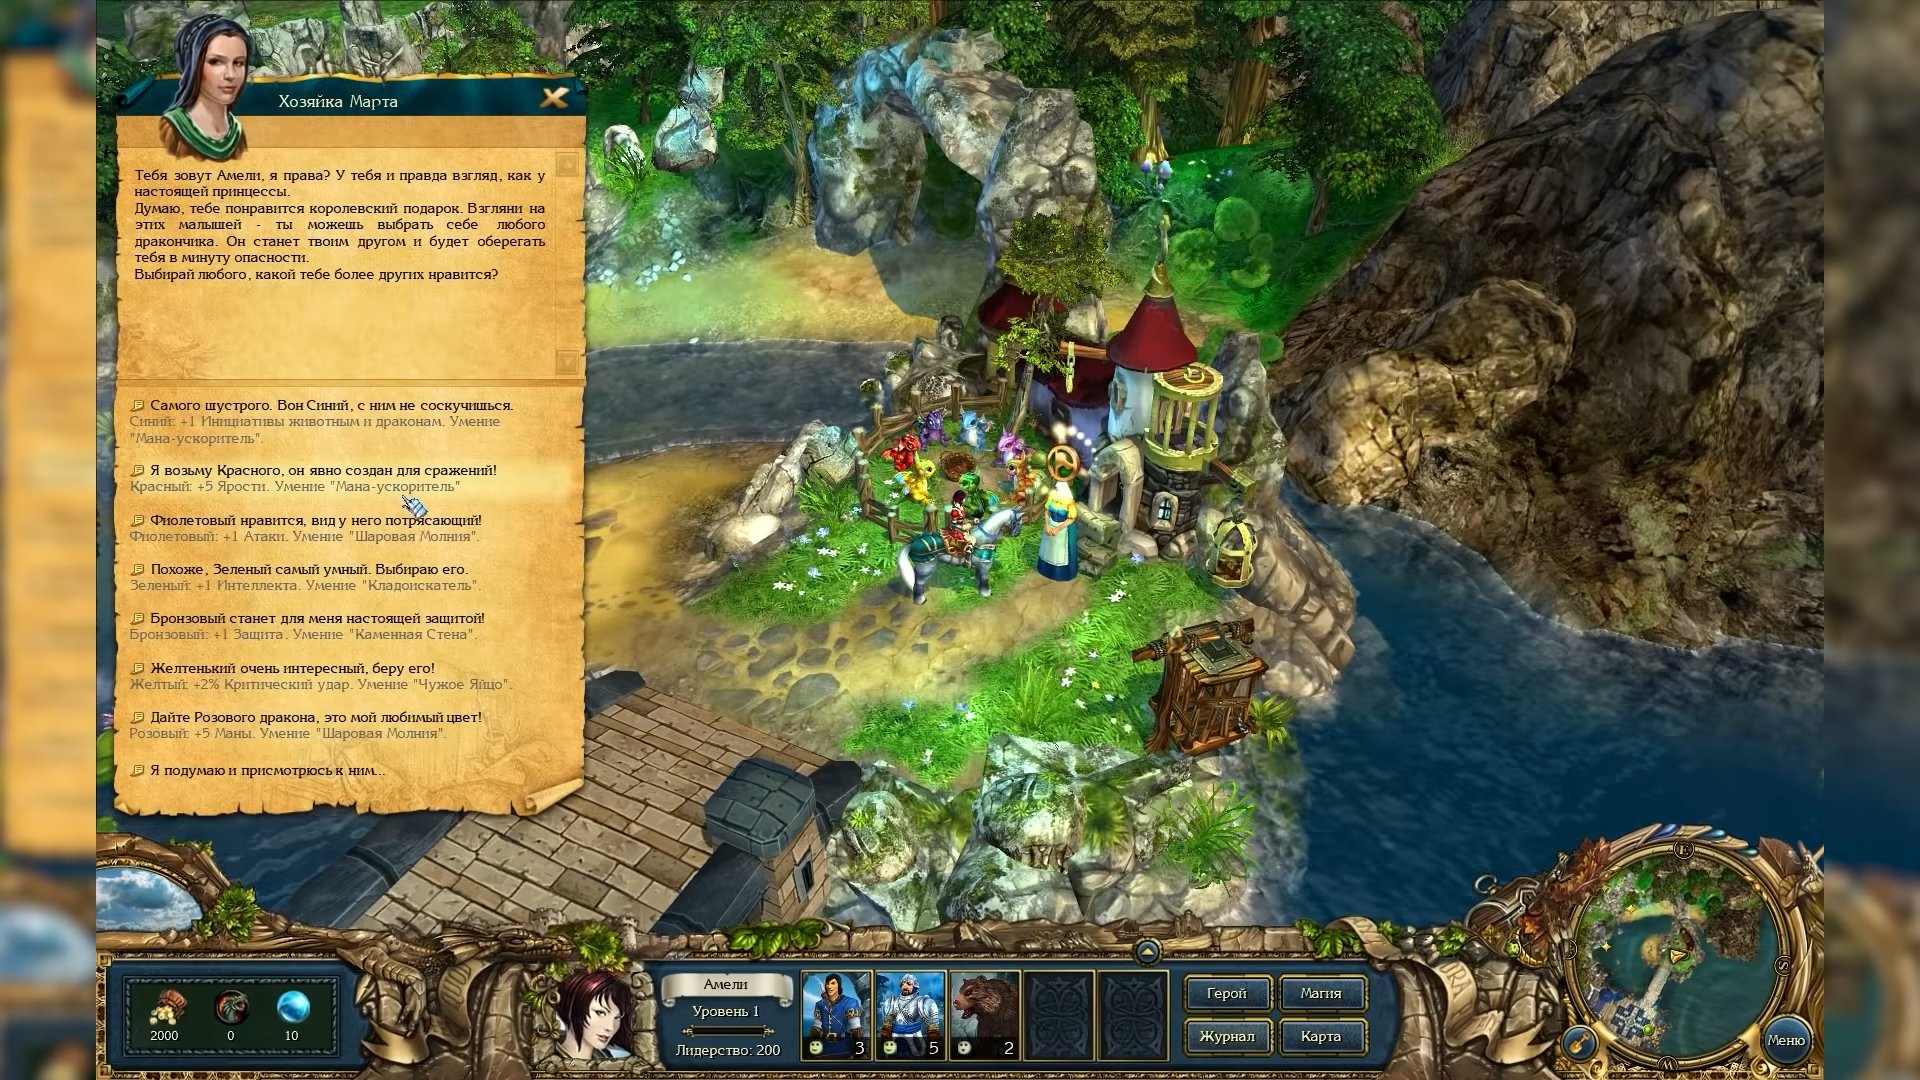 Хозяйка Марта
Тебя зовут Амели, я права? У тебя и правда взгляд, как у
настоящей принцессы.
Думаю, тебе понравится королевский подарок. Взгляни на
этих малышей - ты можешь выбрать себе любого
дракончика. Он станет твоим другом и будет оберегать
тебя в минуту опасности.
Выбирай любого, какой тебе более других нравится?
Самого шустрого. Вон Синий, с ним не соскучишься.
Синий: +1 Инициативы животным и драконам. Умение
"Мана-ускоритель".
Я возьму Красного, он явно создан для сражений!
Красный: +5 Ярости. Умение "Мана-ускоритель"
Фиолетовый нравится, вид у него потрясающий!
Фиолетовый: +1 Атаки. Умение "Шаровая Молния".
Похоже, Зеленый самый умный. Выбираю его.
Зеленый: +1 Интеллекта. Умение "Кладоискатель".
Бронзовый станет для меня настоящей защитой!
Бронзовый: +1 Защита. Умение "Каменная Стена".
Желтенький очень интересный, беру его!
Желтый: +2% Критический удар. Умение "Чужое Яйцо".
Дайте Розового дракона, это мой любимый цвет!
Розовый: +5 Маны. Умение "Шаровая Молния".
Я подумаю и присмотрюсь к ним...
2000 0 10
Амели
Уровень 1
Лидерство: 200
3 5 2
Герой Магия
Журнал Карта
Меню